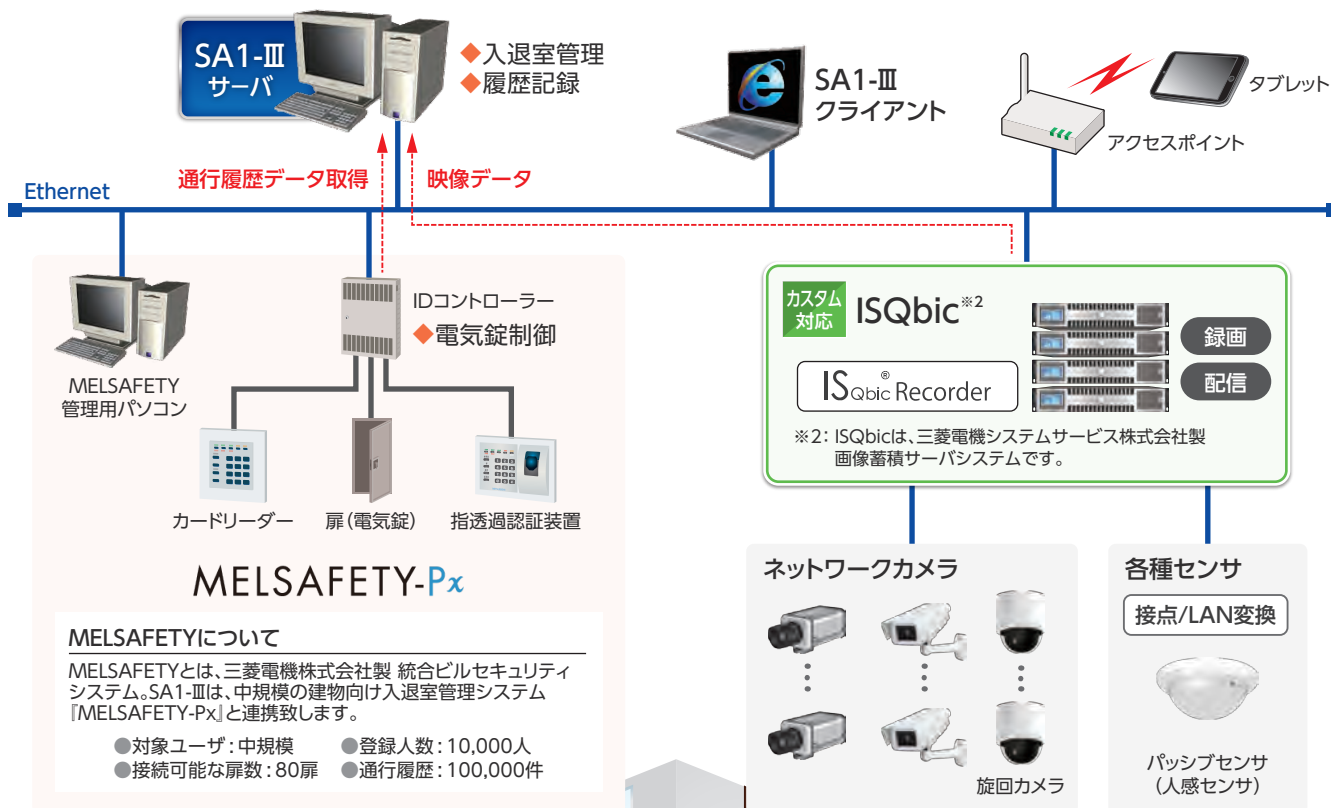 SA1-Ⅲ
サーバ
◆入退室管理
◆履歴記録
SA1-Ⅲ
クライアント
タブレット
アクセスポイント
通行履歴データ取得
映像データ
Ethernet
MELSAFETY
管理用パソコン
IDコントローラー
◆電気錠制御
カードリーダー
扉(電気錠)
指透過認証装置
MELSAFETY-Px
MELSAFETYについて
MELSAFETYとは、三菱電機株式会社製 統合ビルセキュリティ
システム。SA1-Ⅲは、中規模の建物向け入退室管理システム
『MELSAFETY-Px』と連携致します。
●対象ユーザ:中規模 ●登録人数:10,000人
●接続可能な扉数:80扉 ●通行履歴:100,000件
カスタム
対応
ISQbic※2
ISQbic® Recorder
録画
配信
※2: ISQbicは、三菱電機システムサービス株式会社製
画像蓄積サーバシステムです。
ネットワークカメラ
旋回カメラ
各種センサ
接点/LAN変換
パッシブセンサ
(人感センサ)